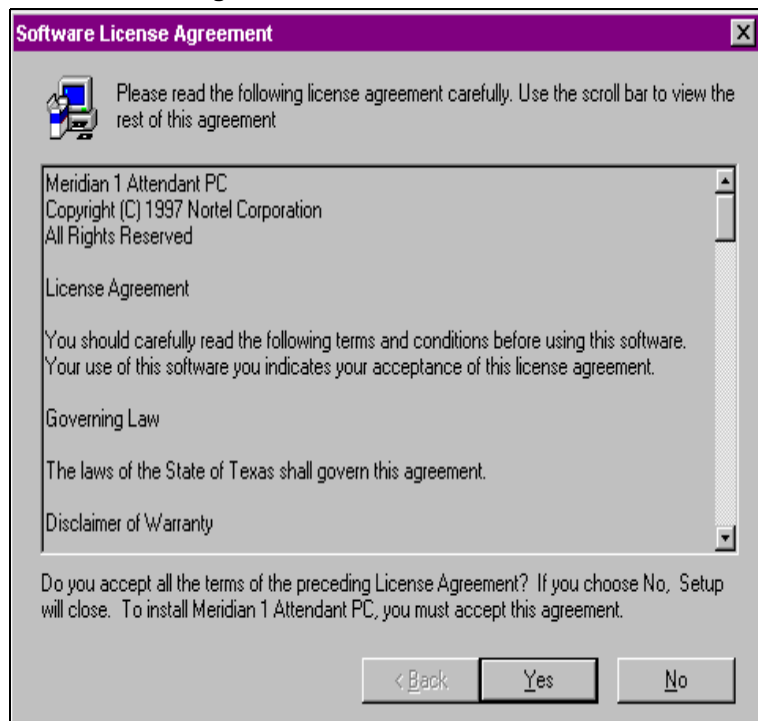 Software License Agreement
Please read the following license agreement carefully. Use the scroll bar to view the
rest of this agreement
Meridian 1 Attendant PC
Copyright (C) 1997 Nortel Corporation
All Rights Reserved
License Agreement
You should carefully read the following terms and conditions before using this software.
Your use of this software you indicates your acceptance of this license agreement.
Governing Law
The laws of the State of Texas shall govern this agreement.
Disclaimer of Warranty
Do you accept all the terms of the preceding License Agreement? If you choose No, Setup
will close. To install Meridian 1 Attendant PC, you must accept this agreement.
< Back Yes No